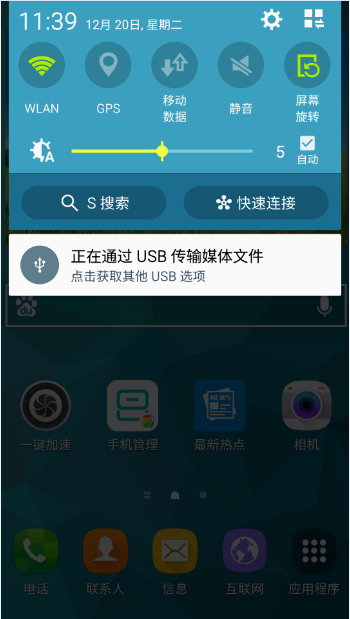 11:39 12月 20日, 星期二
WLAN GPS 移动数据 静音 屏幕旋转
A 5 自动
S 搜索 快速连接
正在通过 USB 传输媒体文件
点击获取其他 USB 选项
du
NEWS
一键加速 手机管理 最新热点 相机
电话 联系人 信息 互联网 应用程序